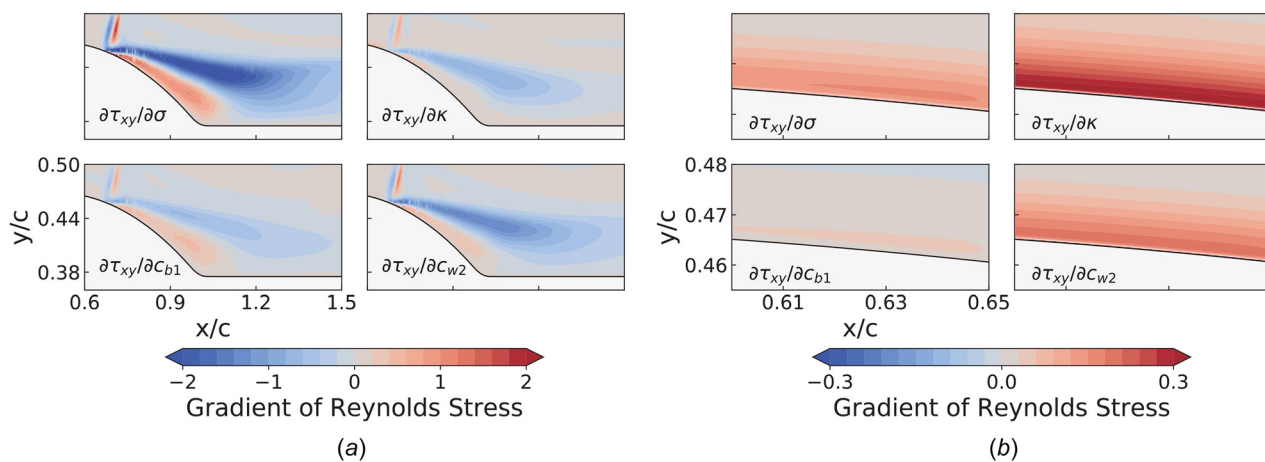 ∂τxy/∂σ
∂τxy/∂κ
0.50
0.44
0.38
y/c
∂τxy/∂cb1
∂τxy/∂cw2
0.6 0.9 1.2 1.5
x/c
−2 −1 0 1 2
Gradient of Reynolds Stress
(a)
∂τxy/∂σ
∂τxy/∂κ
0.48
0.47
0.46
y/c
∂τxy/∂cb1
∂τxy/∂cw2
0.61 0.63 0.65
x/c
−0.3 0.0 0.3
Gradient of Reynolds Stress
(b)